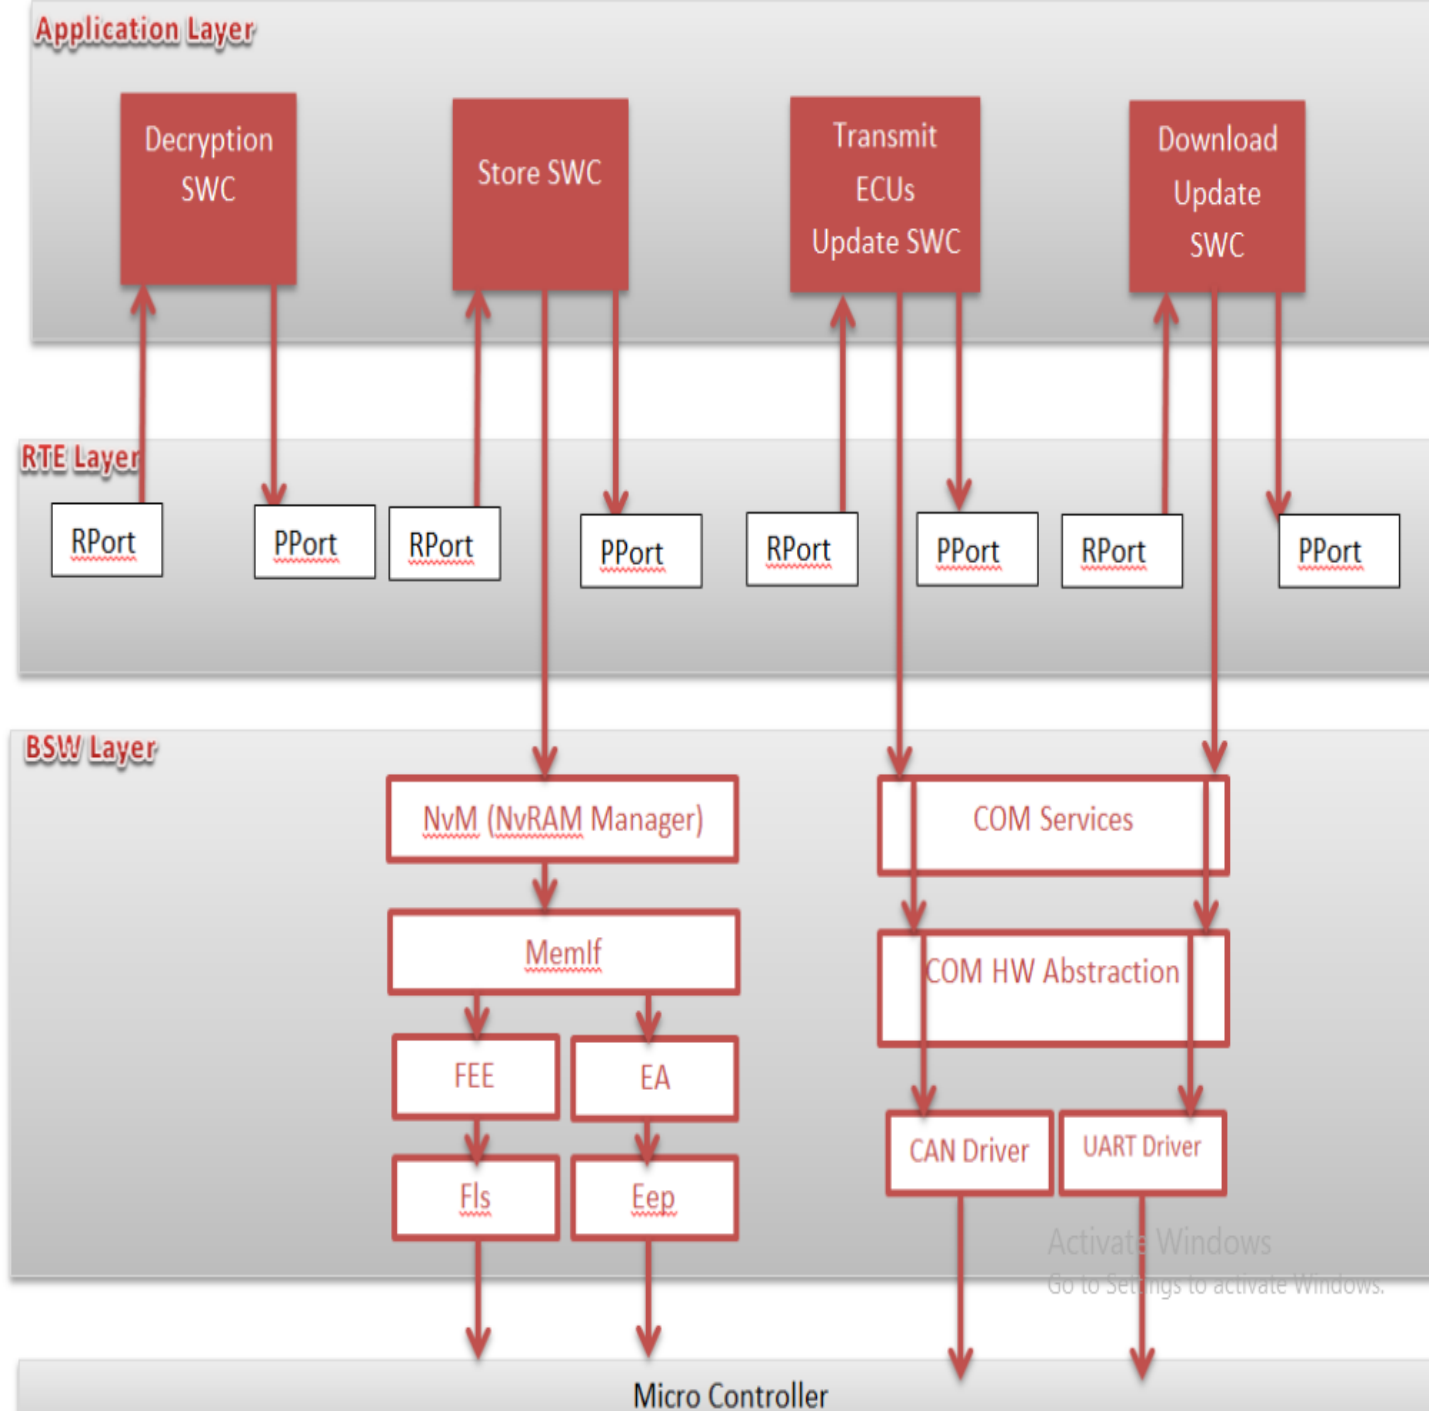 Application Layer
Decryption
SWC
Store SWC
Transmit
ECUs
Update SWC
Download
Update
SWC
RTE Layer
RPort
PPort
RPort
PPort
RPort
PPort
RPort
PPort
BSW Layer
NvM (NvRAM Manager)
COM Services
MemIf
COM HW Abstraction
FEE
EA
CAN Driver
UART Driver
Fls
Eep
Activate Windows
Go to Settings to activate Windows.
Micro Controller